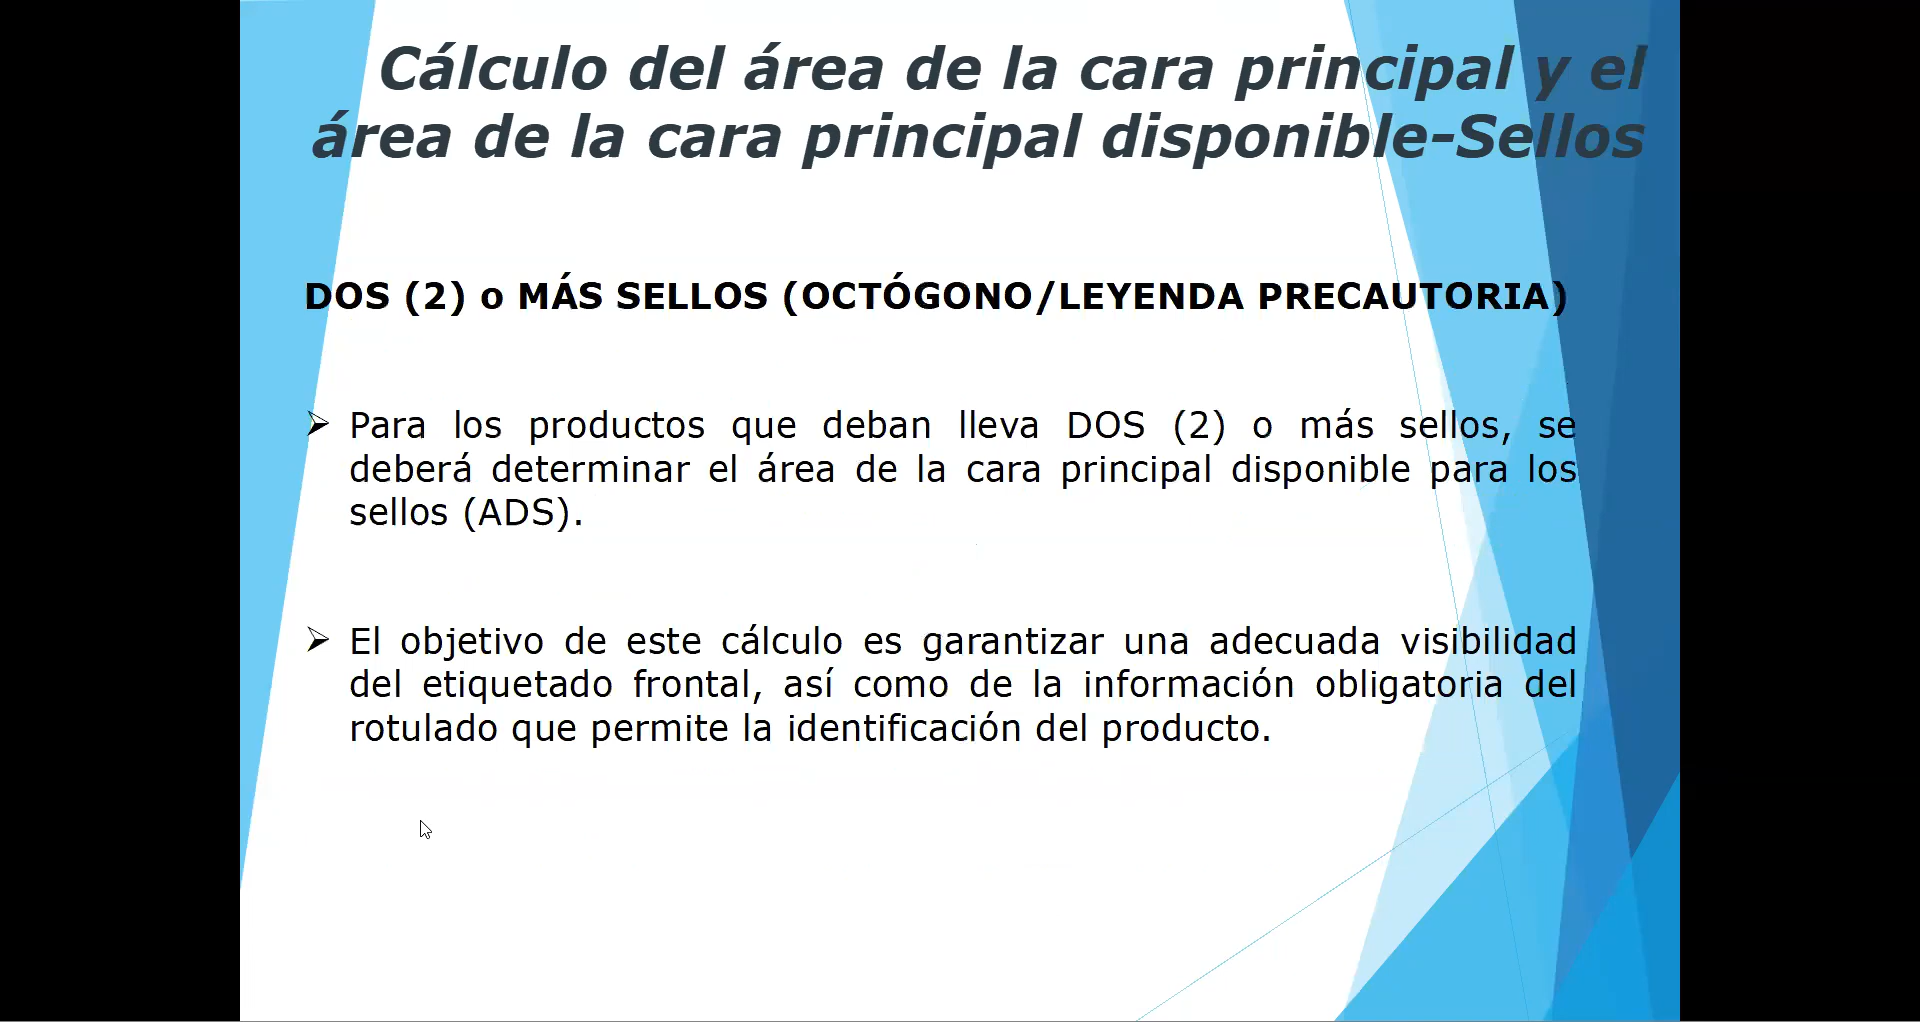 Cálculo del área de la cara principal y el
área de la cara principal disponible-Sellos
DOS (2) o MÁS SELLOS (OCTÓGONO/LEYENDA PRECAUTORIA)
Para los productos que deban lleva DOS (2) o más sellos, se
deberá determinar el área de la cara principal disponible para los
sellos (ADS).
El objetivo de este cálculo es garantizar una adecuada visibilidad
del etiquetado frontal, así como de la información obligatoria del
rotulado que permite la identificación del producto.